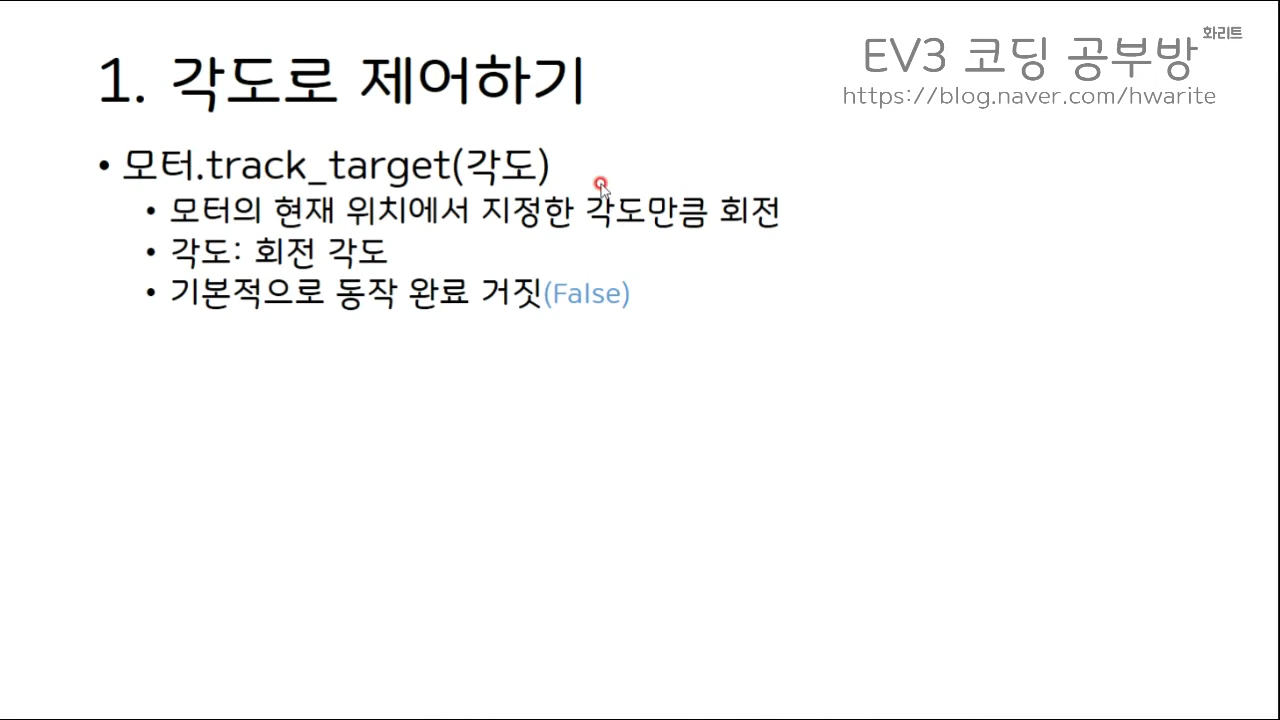 화리트
EV3 코딩 공부방
https://blog.naver.com/hwarite
1. 각도로 제어하기
• 모터.track_target(각도)
• 모터의 현재 위치에서 지정한 각도만큼 회전
• 각도: 회전 각도
• 기본적으로 동작 완료 거짓(False)